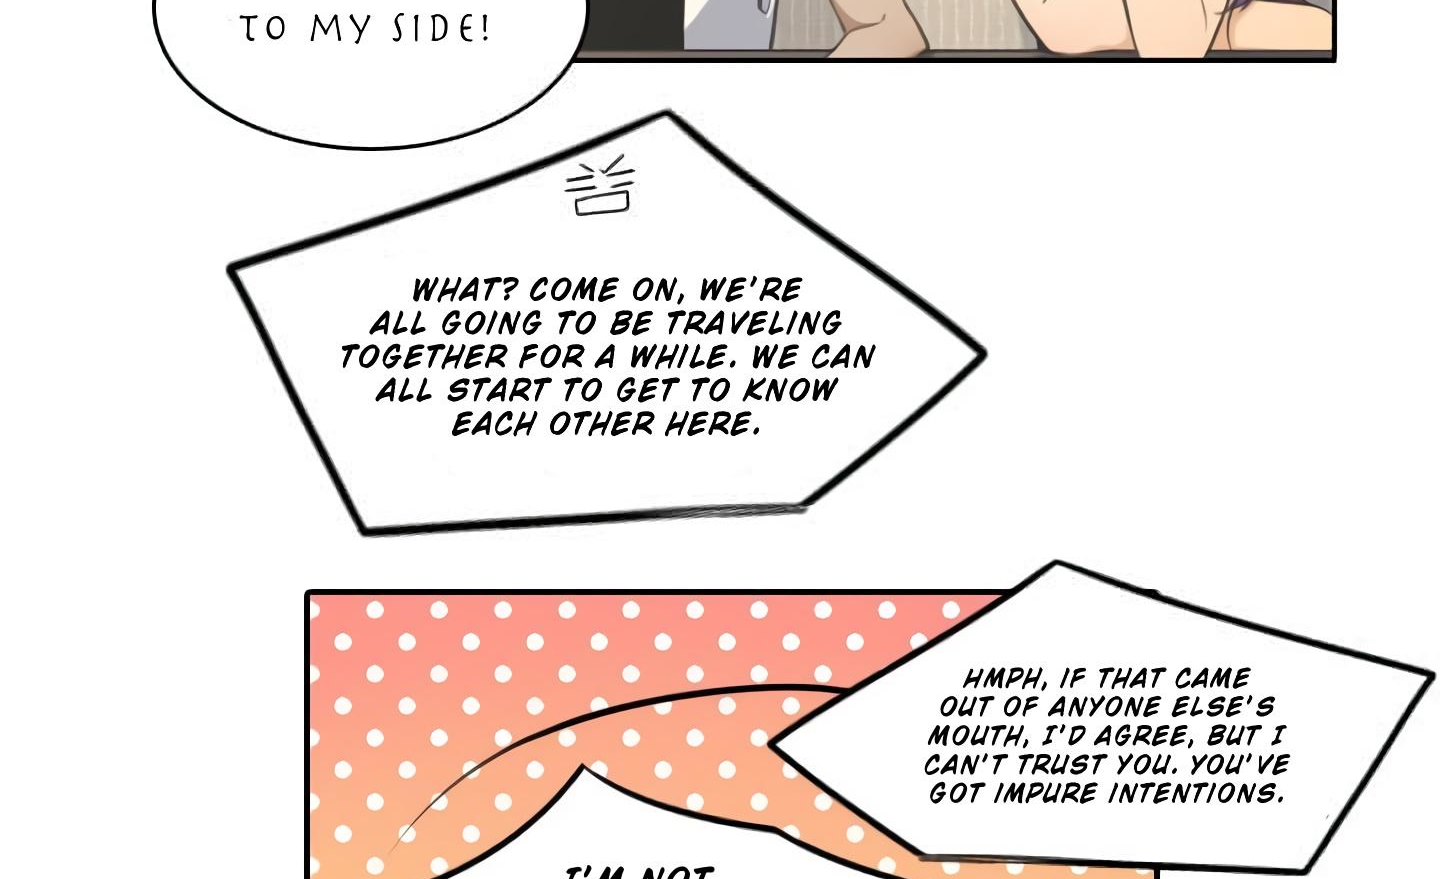 TO MY SIDE!
WHAT? COME ON, WE'RE
ALL GOING TO BE TRAVELING
TOGETHER FOR A WHILE. WE CAN
ALL START TO GET TO KNOW
EACH OTHER HERE.
HMPH, IF THAT CAME
OUT OF ANYONE ELSE'S
MOUTH, I'D AGREE, BUT I
CAN'T TRUST YOU. YOU'VE
GOT IMPURE INTENTIONS.
I'M NOT